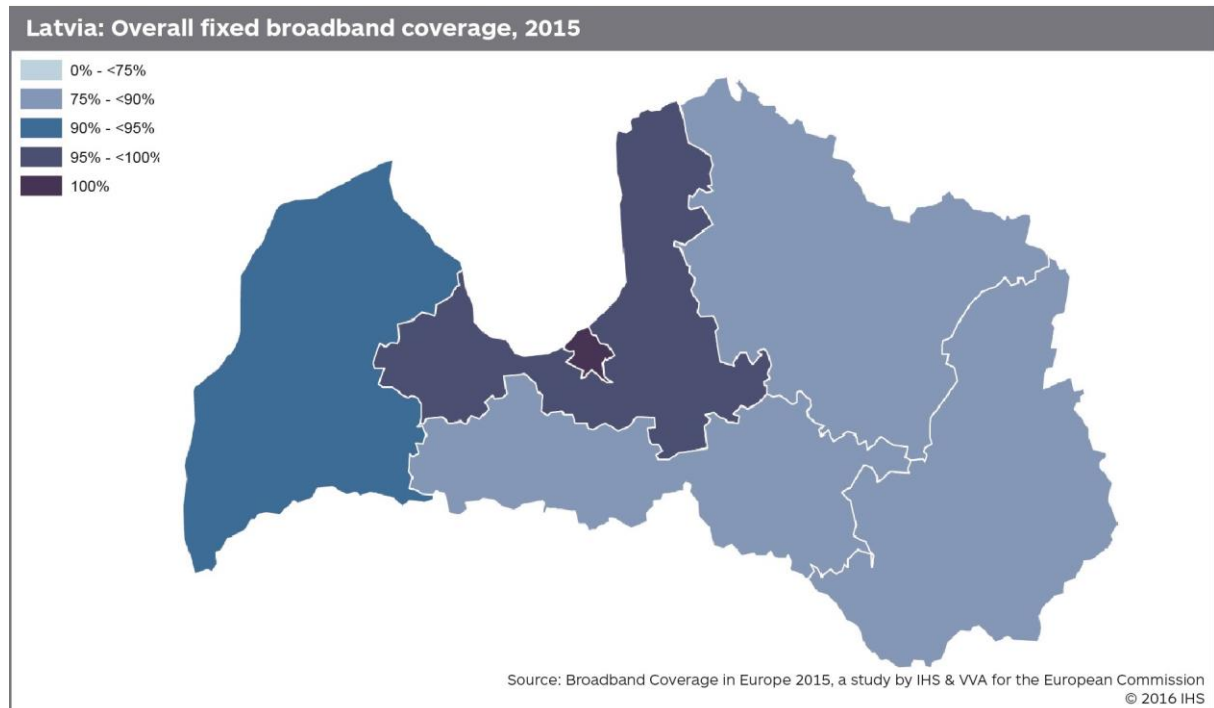 Latvia: Overall fixed broadband coverage, 2015
0% - <75%
75% - <90%
90% - <95%
95% - <100%
100%
Source: Broadband Coverage in Europe 2015, a study by IHS & VVA for the European Commission
© 2016 IHS